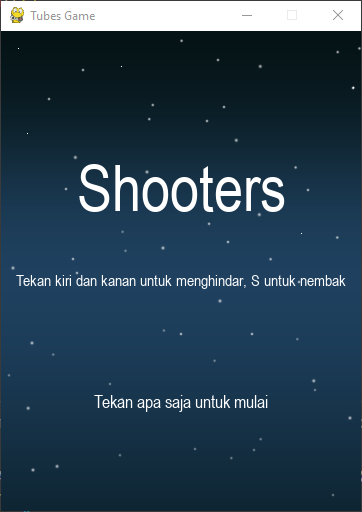 Tubes Game
Shooters
Tekan kiri dan kanan untuk menghindar, S untuk nembak
Tekan apa saja untuk mulai